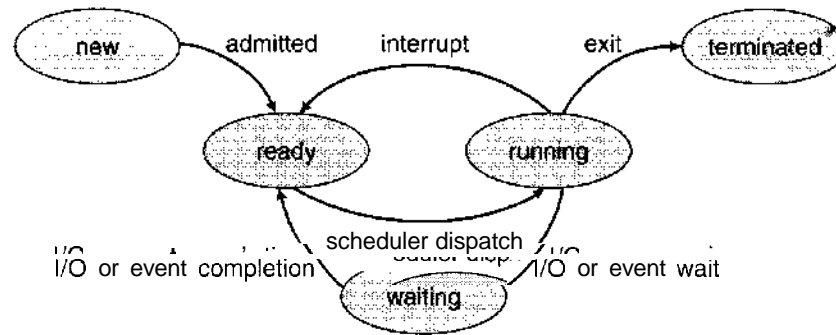 new
admitted
interrupt
exit
terminated
ready
running
scheduler dispatch
I/O or event completion
I/O or event wait
waiting